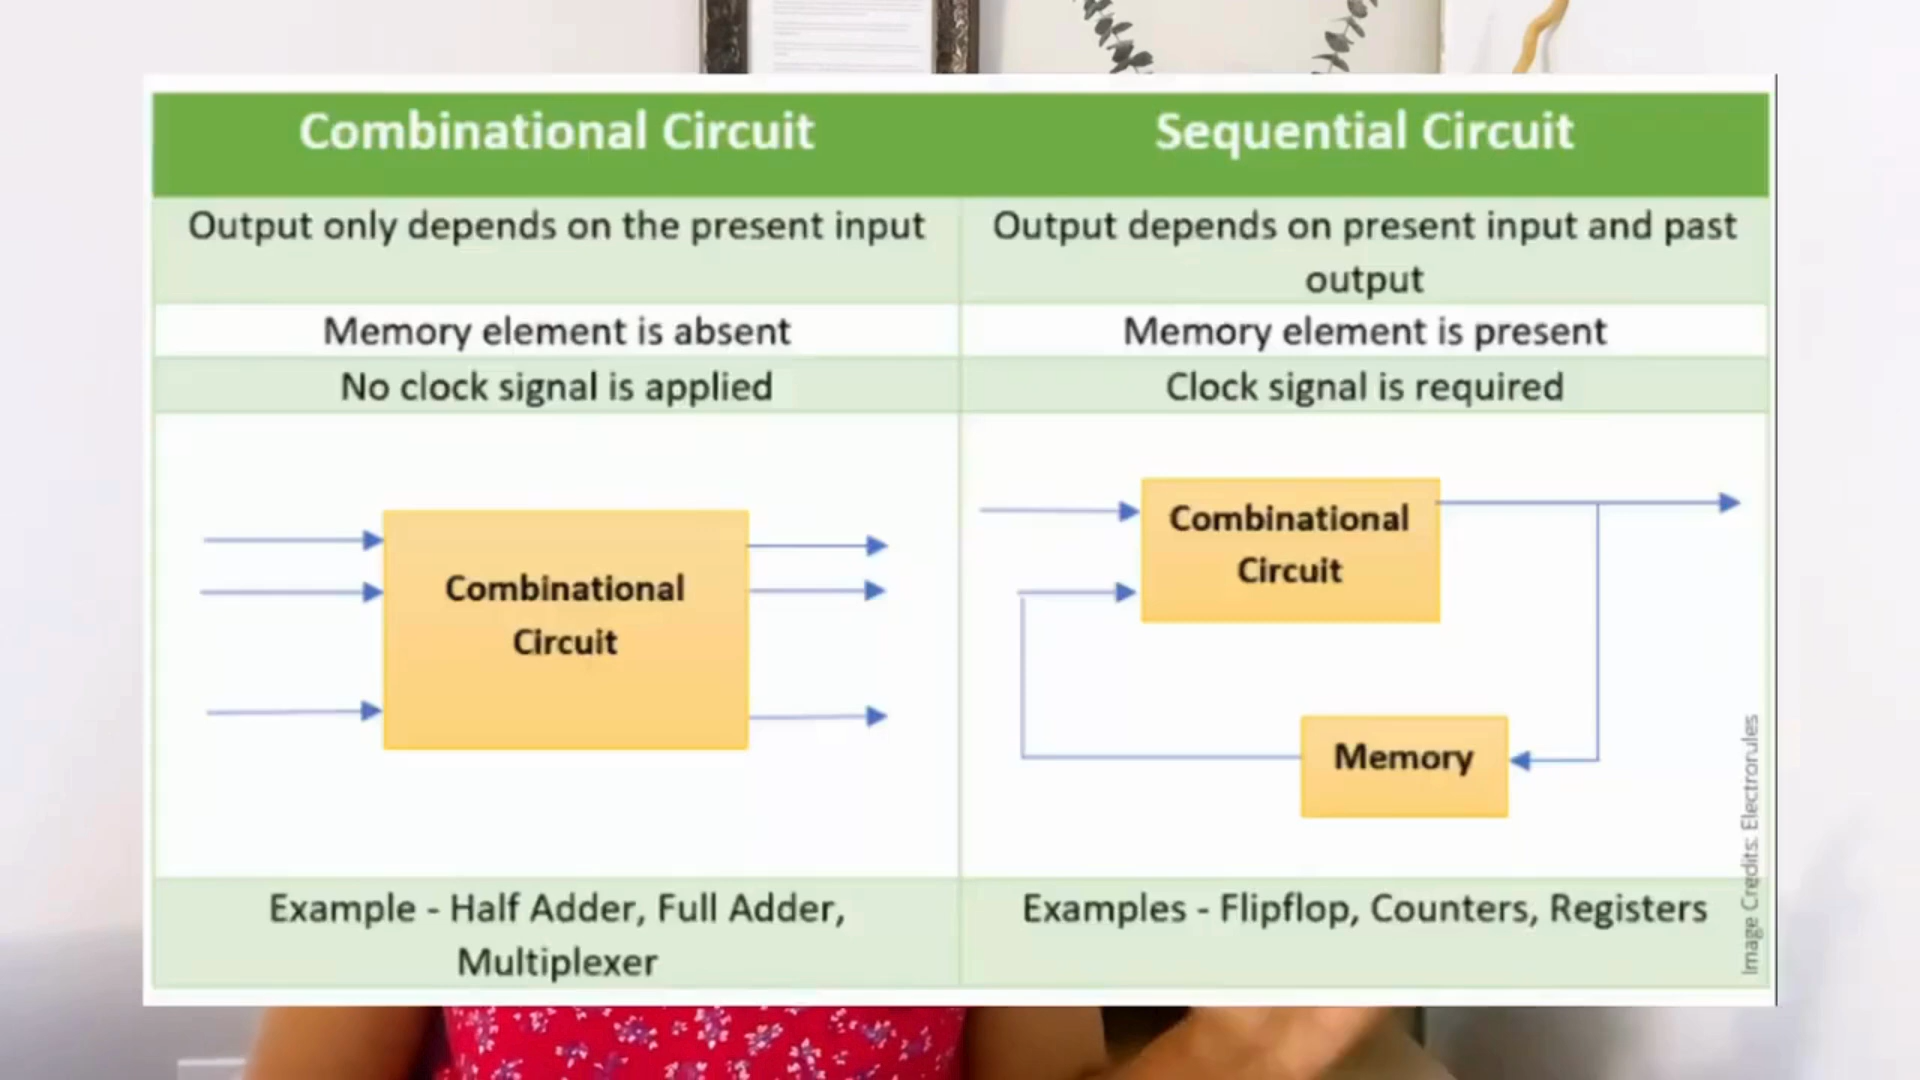 Combinational Circuit
Sequential Circuit
Output only depends on the present input
Output depends on present input and past
output
Memory element is absent
Memory element is present
No clock signal is applied
Clock signal is required
Combinational
Circuit
Combinational
Circuit
Memory
Example - Half Adder, Full Adder,
Multiplexer
Examples - Flipflop, Counters, Registers
Image Credits: Electrorules